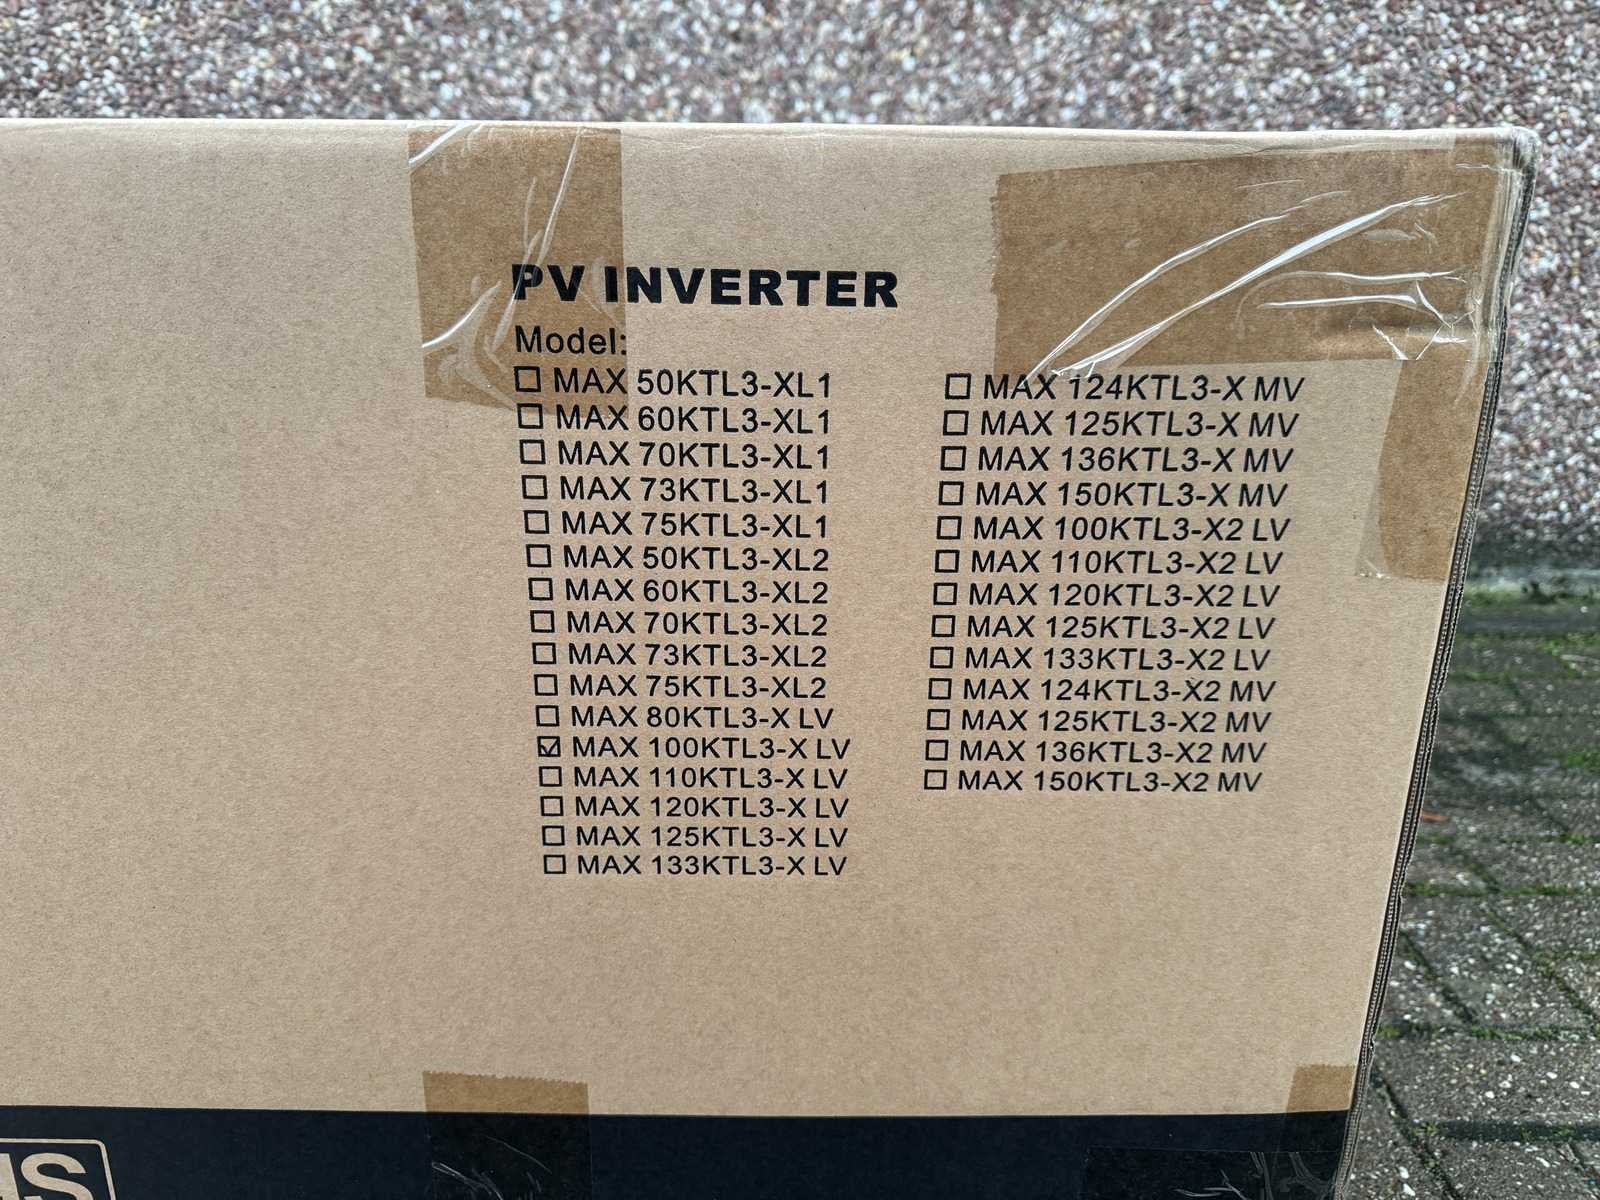 PV INVERTER
Model:
☐ MAX 50KTL3-XL1
☐ MAX 60KTL3-XL1
☐ MAX 70KTL3-XL1
☐ MAX 73KTL3-XL1
☐ MAX 75KTL3-XL1
☐ MAX 50KTL3-XL2
☐ MAX 60KTL3-XL2
☐ MAX 70KTL3-XL2
☐ MAX 73KTL3-XL2
☐ MAX 75KTL3-XL2
☐ MAX 80KTL3-X LV
☑ MAX 100KTL3-X LV
☐ MAX 110KTL3-X LV
☐ MAX 120KTL3-X LV
☐ MAX 125KTL3-X LV
☐ MAX 133KTL3-X LV
☐ MAX 124KTL3-X MV
☐ MAX 125KTL3-X MV
☐ MAX 136KTL3-X MV
☐ MAX 150KTL3-X MV
☐ MAX 100KTL3-X2 LV
☐ MAX 110KTL3-X2 LV
☐ MAX 120KTL3-X2 LV
☐ MAX 125KTL3-X2 LV
☐ MAX 133KTL3-X2 LV
☐ MAX 124KTL3-X2 MV
☐ MAX 125KTL3-X2 MV
☐ MAX 136KTL3-X2 MV
☐ MAX 150KTL3-X2 MV